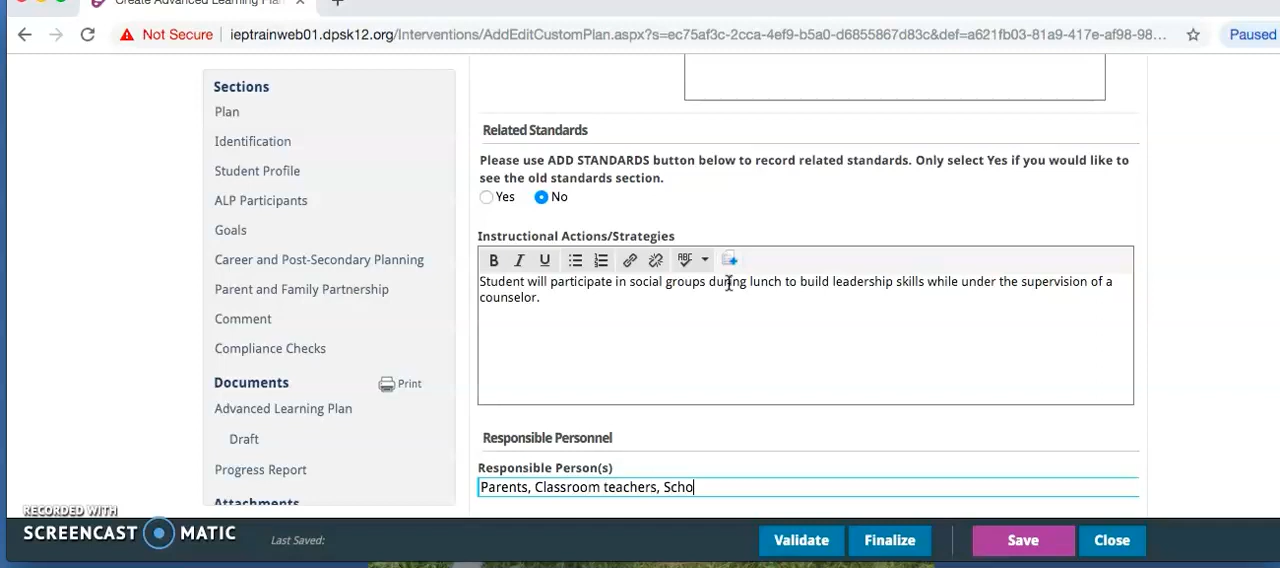 Create Advanced Learning Plan
Not Secure ieptrainweb01.dpsk12.org/Interventions/AddEditCustomPlan.aspx?s=ec75af3c-2cca-4ef9-b5a0-d6855867d83c&def=a621fb03-81a9-417e-af98-98... Paused
Sections
Plan
Identification
Student Profile
ALP Participants
Goals
Career and Post-Secondary Planning
Parent and Family Partnership
Comment
Compliance Checks
Documents Print
Advanced Learning Plan
Draft
Progress Report
Attachments
Related Standards
Please use ADD STANDARDS button below to record related standards. Only select Yes if you would like to
see the old standards section.
Yes No
Instructional Actions/Strategies
B I U ABC
Student will participate in social groups during lunch to build leadership skills while under the supervision of a
counselor.
Responsible Personnel
Responsible Person(s)
Parents, Classroom teachers, Scho
RECORDED WITH
SCREENCAST MATIC
Last Saved:
Validate Finalize Save Close